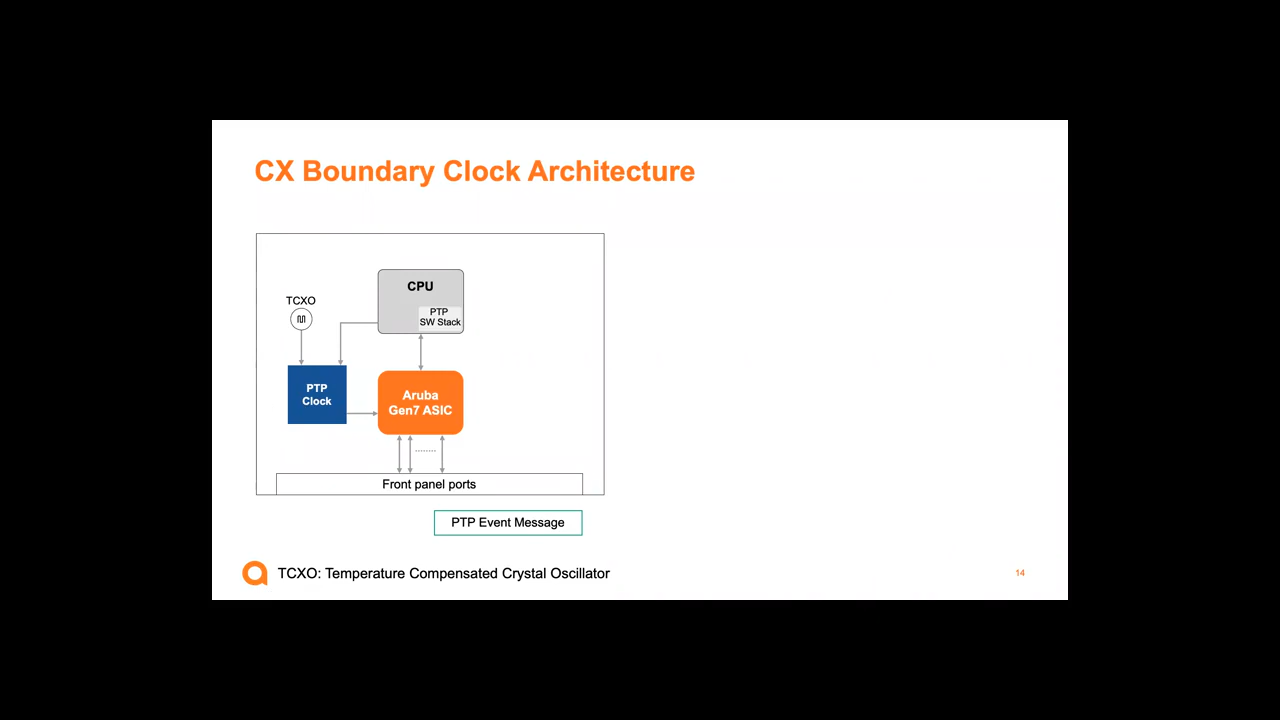 CX Boundary Clock Architecture
CPU
PTP
SW Stack
TCXO
PTP
Clock
Aruba
Gen7 ASIC
Front panel ports
PTP Event Message
TCXO: Temperature Compensated Crystal Oscillator
14